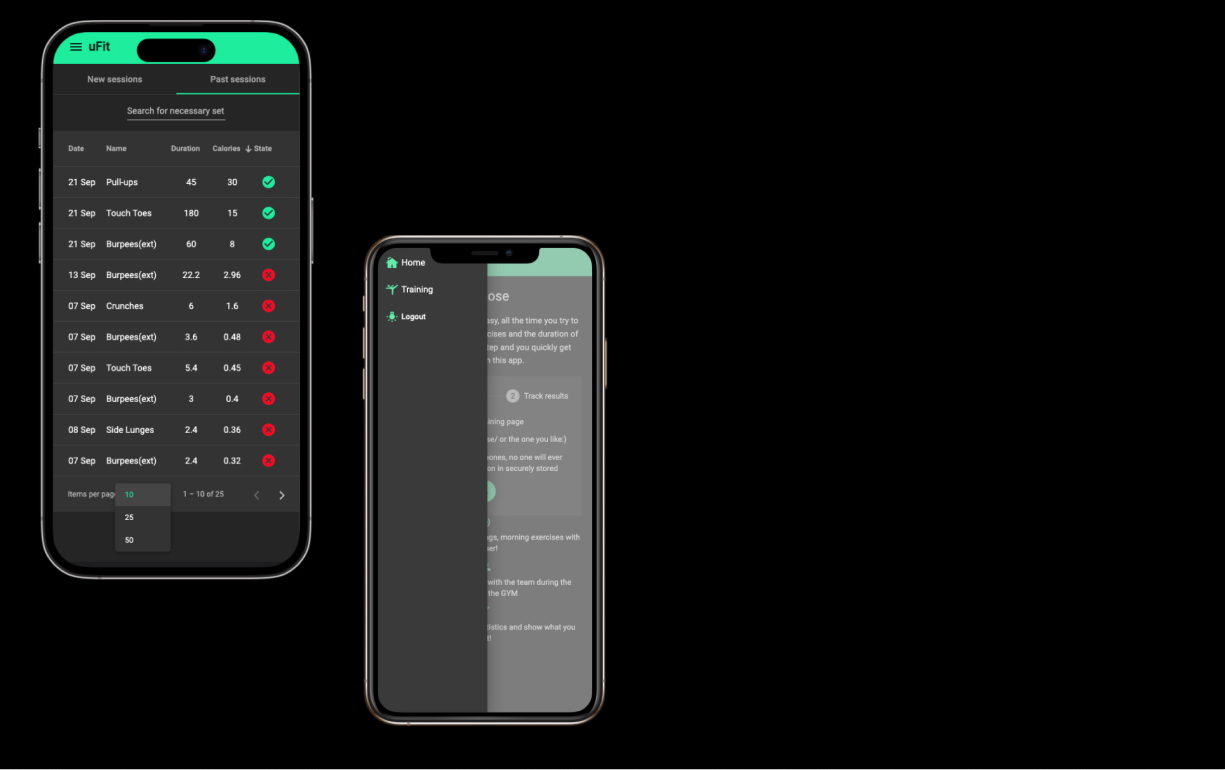 uFit
New sessions Past sessions
Search for necessary set
Date Name Duration Calories State
21 Sep Pull-ups 45 30
21 Sep Touch Toes 180 15
21 Sep Burpees(ext) 60 8
13 Sep Burpees(ext) 22.2 2.96
07 Sep Crunches 6 1.6
07 Sep Burpees(ext) 3.6 0.48
07 Sep Touch Toes 5.4 0.45
07 Sep Burpees(ext) 3 0.4
08 Sep Side Lunges 2.4 0.36
07 Sep Burpees(ext) 2.4 0.32
Items per pag 10 1 – 10 of 25
25
50
Home
Training
Logout
ose
asy, all the time you try to
cises and the duration of
tep and you quickly get
this app.
2 Track results
ining page
se/ or the one you like:)
ones, no one will ever
on in securely stored
gs, morning exercises with
er!
with the team during the
the GYM
tistics and show what you